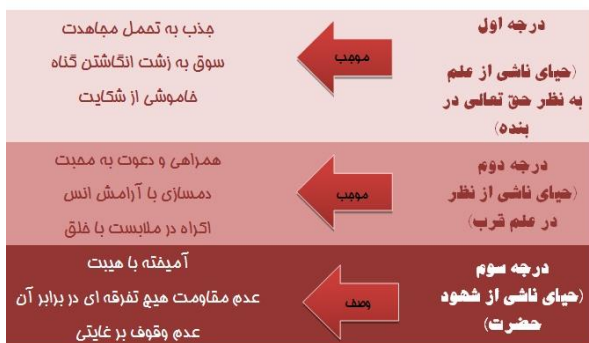 درجه اول
(حیای ناشی از علم
به نظر حق تعالی در
بنده)
موجب
جذب به تحمل مجاهدت
سوق به زشت انگاشتن گناه
خاموشی از شکایت
درجه دوم
(حیای ناشی از نظر
در علم قرب)
موجب
همراهی و دعوت به محبت
دمسازی با آرامش انس
اکراه در ملابست با خلق
درجه سوم
(حیای ناشی از شهود
حضرت)
وصف
آمیخته با هیبت
عدم مقاومت هیچ تفرقه ای در برابر آن
عدم وقوف بر غایتی